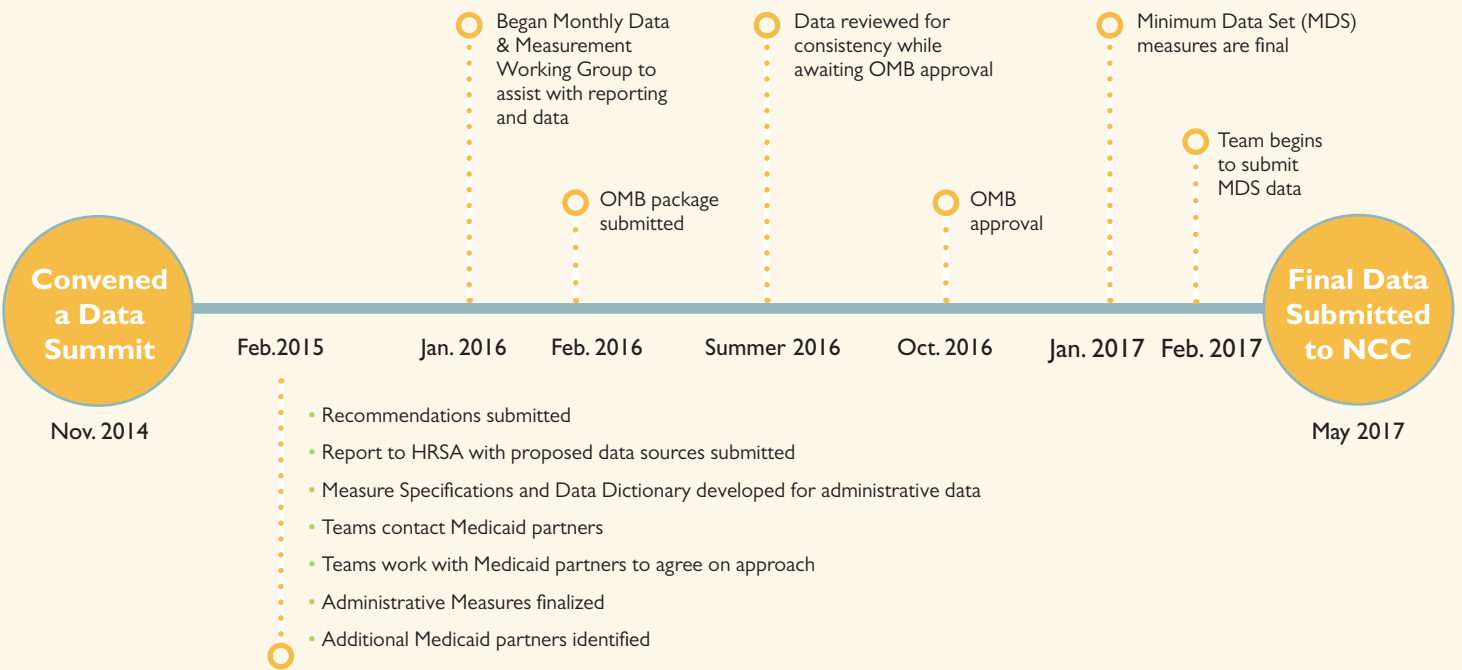 Began Monthly Data
& Measurement
Working Group to
assist with reporting
and data
Data reviewed for
consistency while
awaiting OMB approval
Minimum Data Set (MDS)
measures are final
Team begins
to submit
MDS data
OMB package
submitted
OMB
approval
Convened
a Data
Summit
Final Data
Submitted
to NCC
Feb.2015
Jan. 2016
Feb. 2016
Summer 2016
Oct. 2016
Jan. 2017
Feb. 2017
Nov. 2014
May 2017
• Recommendations submitted
• Report to HRSA with proposed data sources submitted
• Measure Specifications and Data Dictionary developed for administrative data
• Teams contact Medicaid partners
• Teams work with Medicaid partners to agree on approach
• Administrative Measures finalized
• Additional Medicaid partners identified